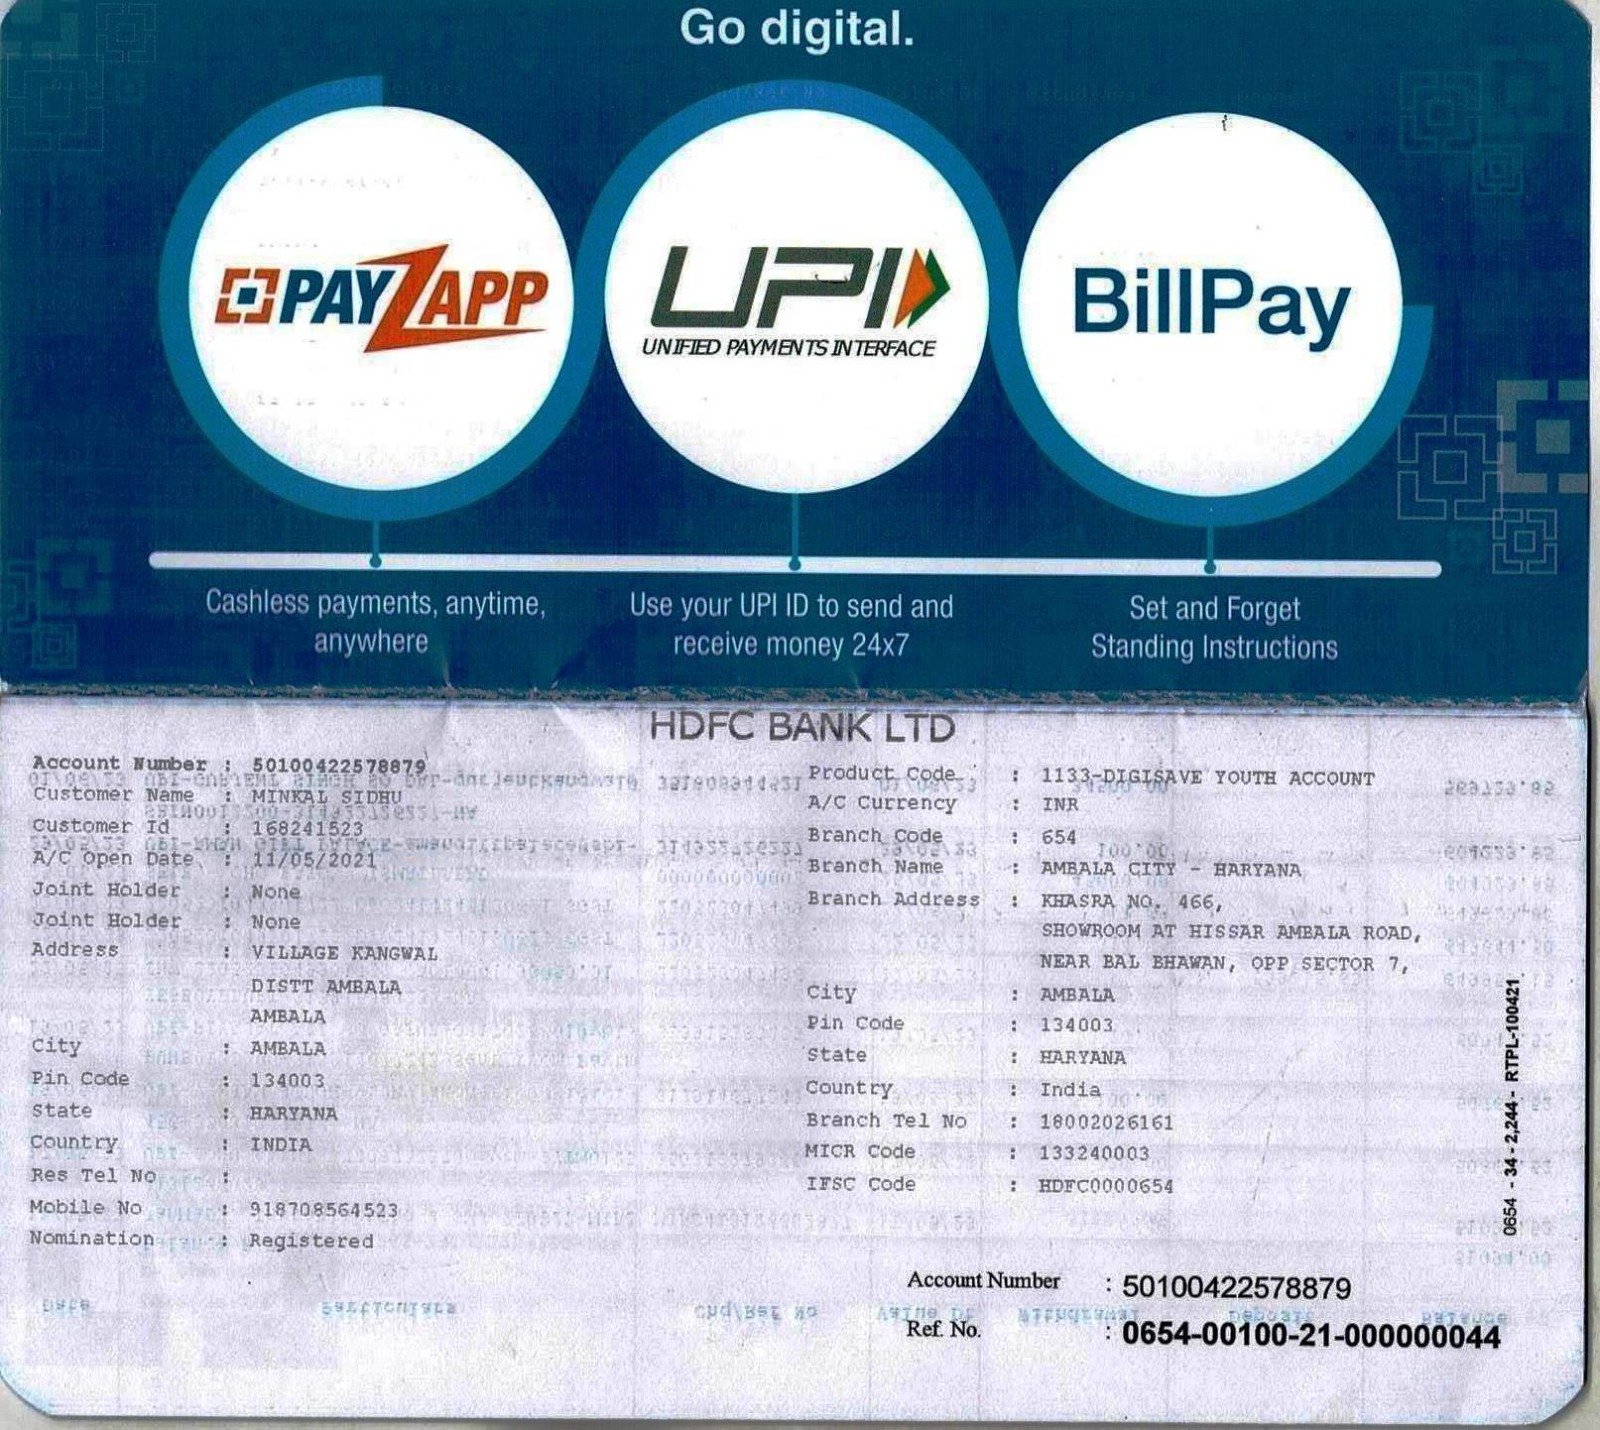 Go digital.
PAYZAPP
UPI
UNIFIED PAYMENTS INTERFACE
BillPay
Cashless payments, anytime,
anywhere
Use your UPI ID to send and
receive money 24x7
Set and Forget
Standing Instructions
HDFC BANK LTD
Account Number : 50100422578879
Customer Name : MINKAL SIDHU
Customer Id : 168241523
A/C Open Date : 11/05/2021
Joint Holder : None
Joint Holder : None
Address : VILLAGE KANGWAL
DISTT AMBALA
AMBALA
City : AMBALA
Pin Code : 134003
State : HARYANA
Country : INDIA
Res Tel No :
Mobile No : 918708564523
Nomination : Registered
Product Code : 1133-DIGISAVE YOUTH ACCOUNT
A/C Currency : INR
Branch Code : 654
Branch Name : AMBALA CITY - HARYANA
Branch Address : KHASRA NO. 466,
SHOWROOM AT HISSAR AMBALA ROAD,
NEAR BAL BHAWAN, OPP SECTOR 7,
City : AMBALA
Pin Code : 134003
State : HARYANA
Country : India
Branch Tel No : 18002026161
MICR Code : 133240003
IFSC Code : HDFC0000654
0654 - 34 - 2,244 - RTPL-100421
Account Number : 50100422578879
Ref. No. : 0654-00100-21-000000044